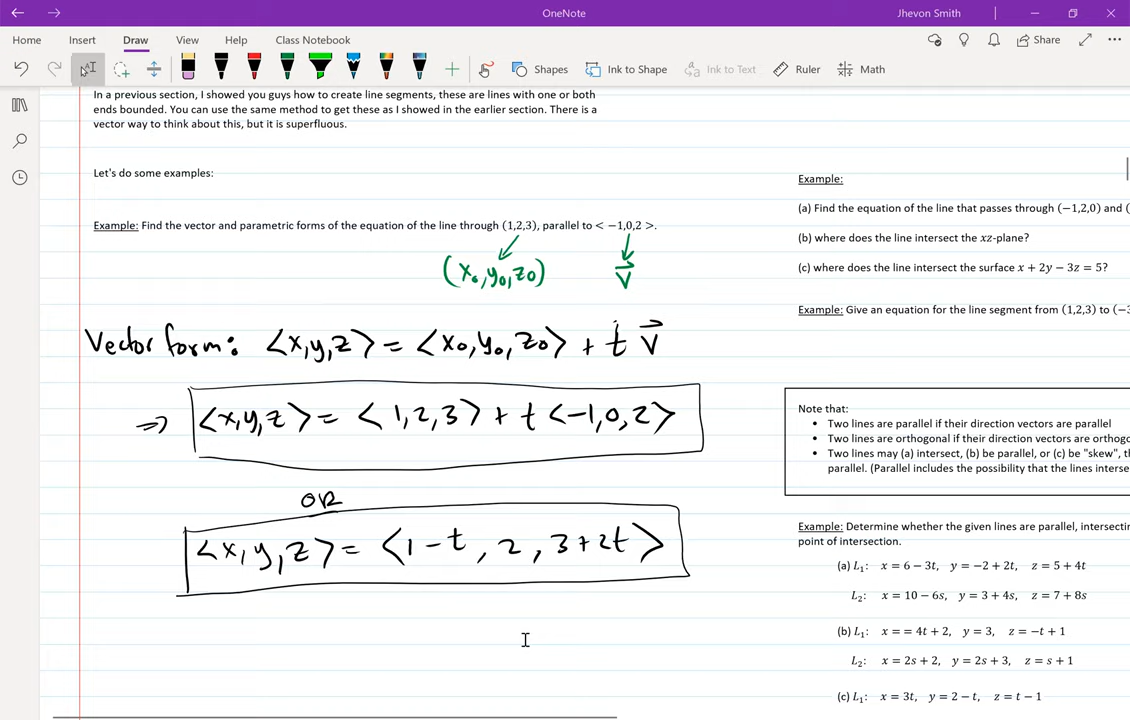 OneNote
Jhevon Smith
Home Insert Draw View Help Class Notebook
Share
Shapes Ink to Shape Ink to Text Ruler Math
In a previous section, I showed you guys how to create line segments, these are lines with one or both
ends bounded. You can use the same method to get these as I showed in the earlier section. There is a
vector way to think about this, but it is superfluous.
Let's do some examples:
Example: Find the vector and parametric forms of the equation of the line through (1,2,3), parallel to < −1,0,2 >.
(x₀,y₀,z₀) v⃗
Vector form: ⟨x,y,z⟩ = ⟨x₀,y₀,z₀⟩ + t v⃗
⇒ ⟨x,y,z⟩ = ⟨1,2,3⟩ + t ⟨−1,0,2⟩
OR
⟨x,y,z⟩ = ⟨1−t, 2, 3+2t⟩
Example:
(a) Find the equation of the line that passes through (−1,2,0) and (
(b) where does the line intersect the xz-plane?
(c) where does the line intersect the surface x + 2y − 3z = 5?
Example: Give an equation for the line segment from (1,2,3) to (−3
Note that:
• Two lines are parallel if their direction vectors are parallel
• Two lines are orthogonal if their direction vectors are orthogo
• Two lines may (a) intersect, (b) be parallel, or (c) be "skew", t
parallel. (Parallel includes the possibility that the lines interse
Example: Determine whether the given lines are parallel, intersectin
point of intersection.
(a) L₁: x = 6 − 3t, y = −2 + 2t, z = 5 + 4t
L₂: x = 10 − 6s, y = 3 + 4s, z = 7 + 8s
(b) L₁: x = = 4t + 2, y = 3, z = −t + 1
L₂: x = 2s + 2, y = 2s + 3, z = s + 1
(c) L₁: x = 3t, y = 2 − t, z = t − 1